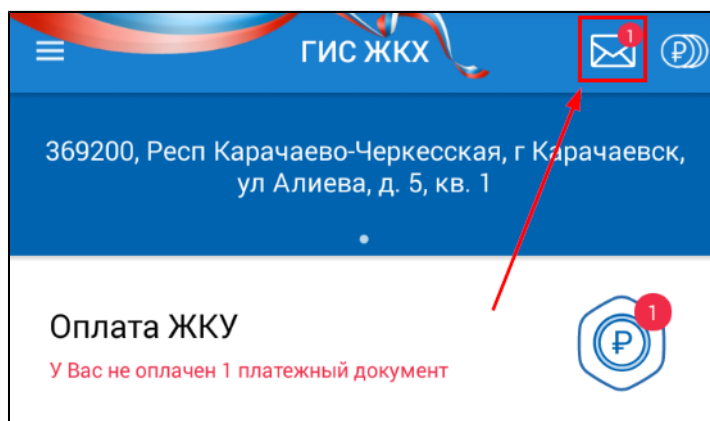 ГИС ЖКХ
1
369200, Респ Карачаево-Черкесская, г Карачаевск,
ул Алиева, д. 5, кв. 1
Оплата ЖКУ
1
У Вас не оплачен 1 платежный документ